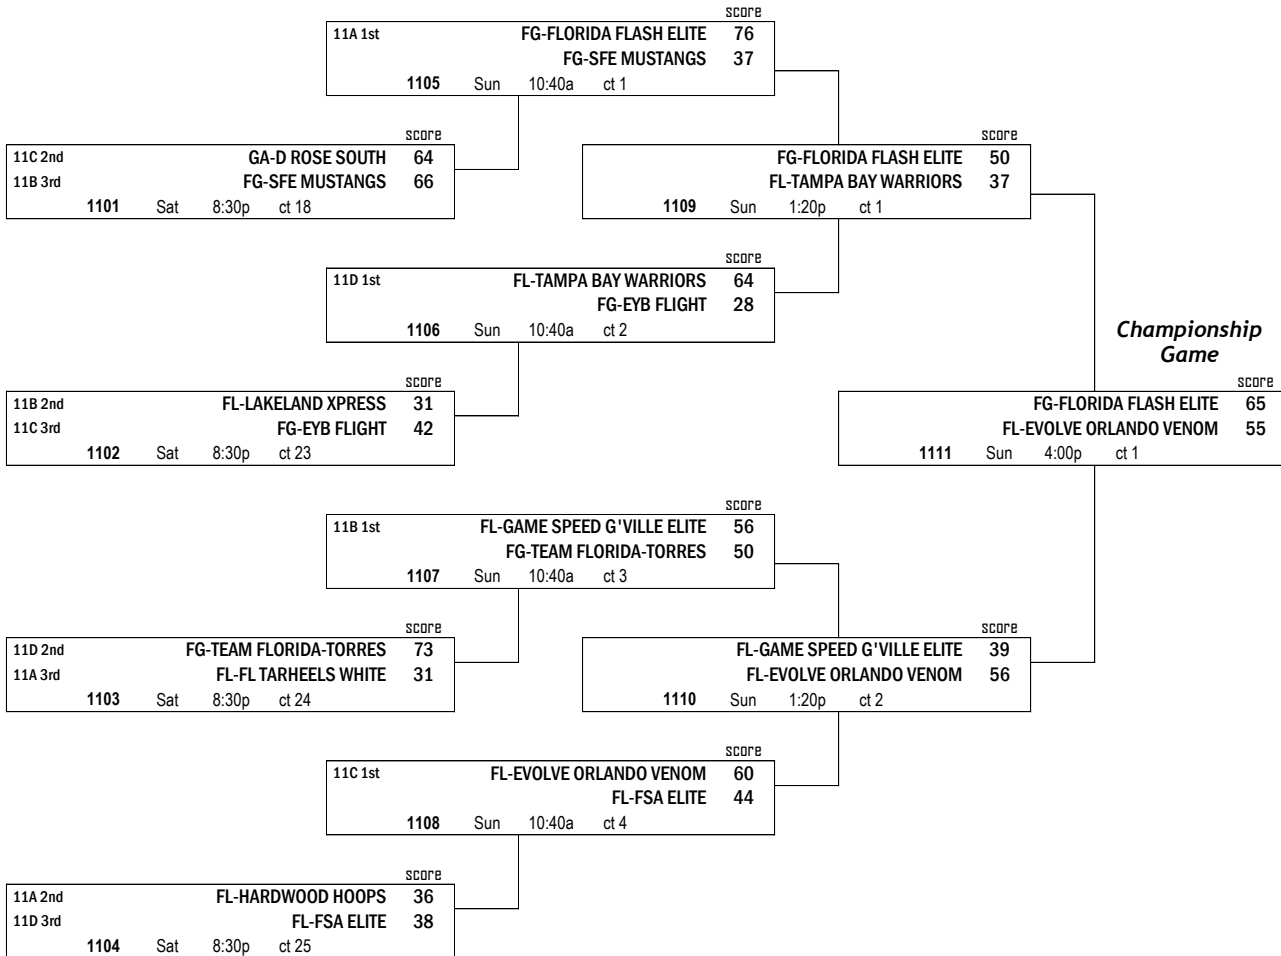 score
11A 1st FG-FLORIDA FLASH ELITE 76
FG-SFE MUSTANGS 37
1105 Sun 10:40a ct 1
score
11C 2nd GA-D ROSE SOUTH 64
11B 3rd FG-SFE MUSTANGS 66
1101 Sat 8:30p ct 18
score
FG-FLORIDA FLASH ELITE 50
FL-TAMPA BAY WARRIORS 37
1109 Sun 1:20p ct 1
score
11D 1st FL-TAMPA BAY WARRIORS 64
FG-EYB FLIGHT 28
1106 Sun 10:40a ct 2
Championship
Game
score
11B 2nd FL-LAKELAND XPRESS 31
11C 3rd FG-EYB FLIGHT 42
1102 Sat 8:30p ct 23
score
FG-FLORIDA FLASH ELITE 65
FL-EVOLVE ORLANDO VENOM 55
1111 Sun 4:00p ct 1
score
11B 1st FL-GAME SPEED G'VILLE ELITE 56
FG-TEAM FLORIDA-TORRES 50
1107 Sun 10:40a ct 3
score
11D 2nd FG-TEAM FLORIDA-TORRES 73
11A 3rd FL-FL TARHEELS WHITE 31
1103 Sat 8:30p ct 24
score
FL-GAME SPEED G'VILLE ELITE 39
FL-EVOLVE ORLANDO VENOM 56
1110 Sun 1:20p ct 2
score
11C 1st FL-EVOLVE ORLANDO VENOM 60
FL-FSA ELITE 44
1108 Sun 10:40a ct 4
score
11A 2nd FL-HARDWOOD HOOPS 36
11D 3rd FL-FSA ELITE 38
1104 Sat 8:30p ct 25